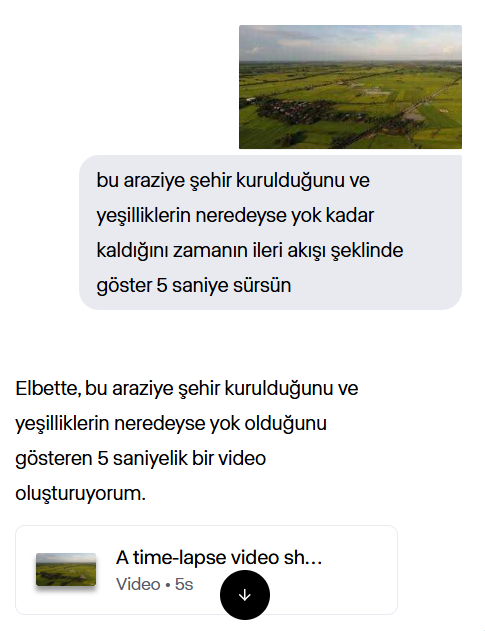 bu araziye şehir kurulduğunu ve
yeşilliklerin neredeyse yok kadar
kaldığını zamanın ileri akışı şeklinde
göster 5 saniye sürsün
Elbette, bu araziye şehir kurulduğunu ve
yeşilliklerin neredeyse yok olduğunu
gösteren 5 saniyelik bir video
oluşturuyorum.
A time-lapse video sh...
Video • 5s